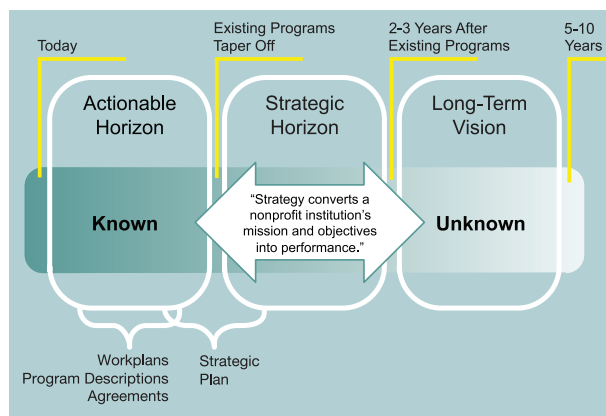 Today
Existing Programs
Taper Off
2-3 Years After
Existing Programs
5-10
Years
Actionable
Horizon
Strategic
Horizon
Long-Term
Vision
Known
“Strategy converts a
nonprofit institution’s
mission and objectives
into performance.”
Unknown
Workplans
Program Descriptions
Agreements
Strategic
Plan